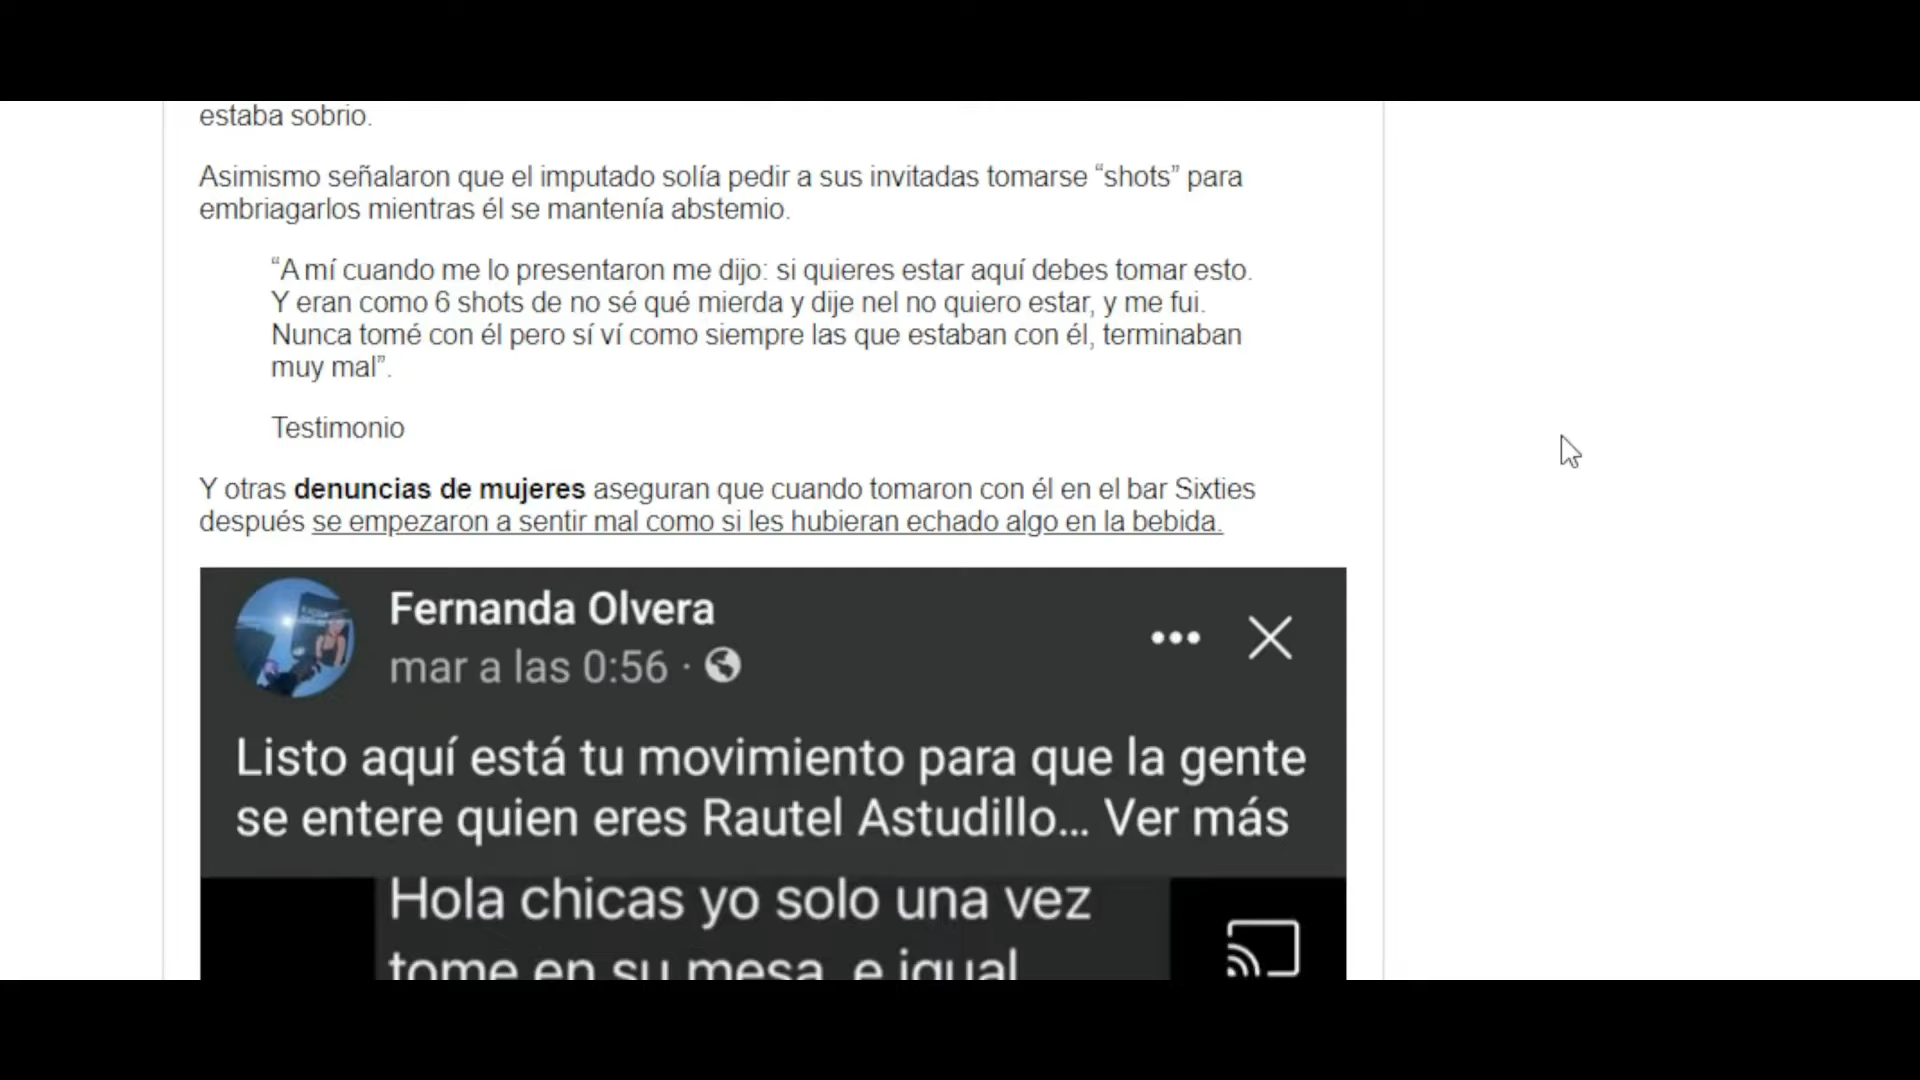 estaba sobrio.
Asimismo señalaron que el imputado solía pedir a sus invitadas tomarse “shots” para
embriagarlos mientras él se mantenía abstemio.
“A mí cuando me lo presentaron me dijo: si quieres estar aquí debes tomar esto.
Y eran como 6 shots de no sé qué mierda y dije nel no quiero estar, y me fui.
Nunca tomé con él pero sí ví como siempre las que estaban con él, terminaban
muy mal”.
Testimonio
Y otras denuncias de mujeres aseguran que cuando tomaron con él en el bar Sixties
después se empezaron a sentir mal como si les hubieran echado algo en la bebida.
Fernanda Olvera
mar a las 0:56 ·
Listo aquí está tu movimiento para que la gente
se entere quien eres Rautel Astudillo... Ver más
Hola chicas yo solo una vez
tome en su mesa, e igual